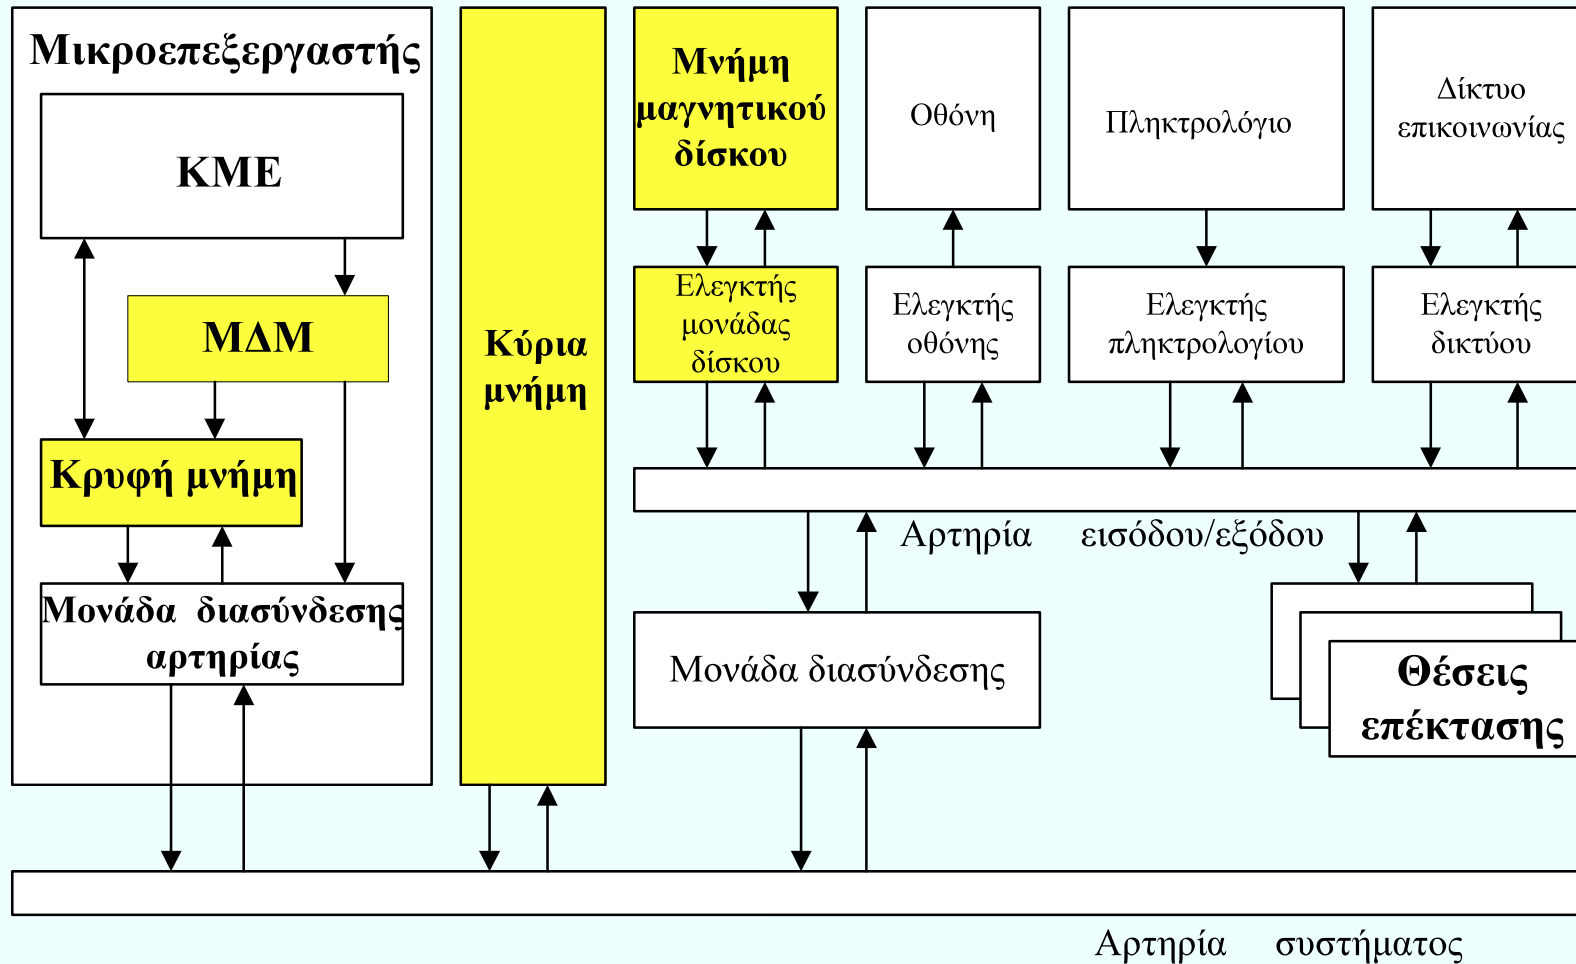 Μικροεπεξεργαστής
ΚΜΕ
ΜΔΜ
Κρυφή μνήμη
Μονάδα διασύνδεσης
αρτηρίας
Κύρια
μνήμη
Μνήμη
μαγνητικού
δίσκου
Οθόνη
Πληκτρολόγιο
Δίκτυο
επικοινωνίας
Ελεγκτής
μονάδας
δίσκου
Ελεγκτής
οθόνης
Ελεγκτής
πληκτρολογίου
Ελεγκτής
δικτύου
Αρτηρία εισόδου/εξόδου
Μονάδα διασύνδεσης
Θέσεις
επέκτασης
Αρτηρία συστήματος